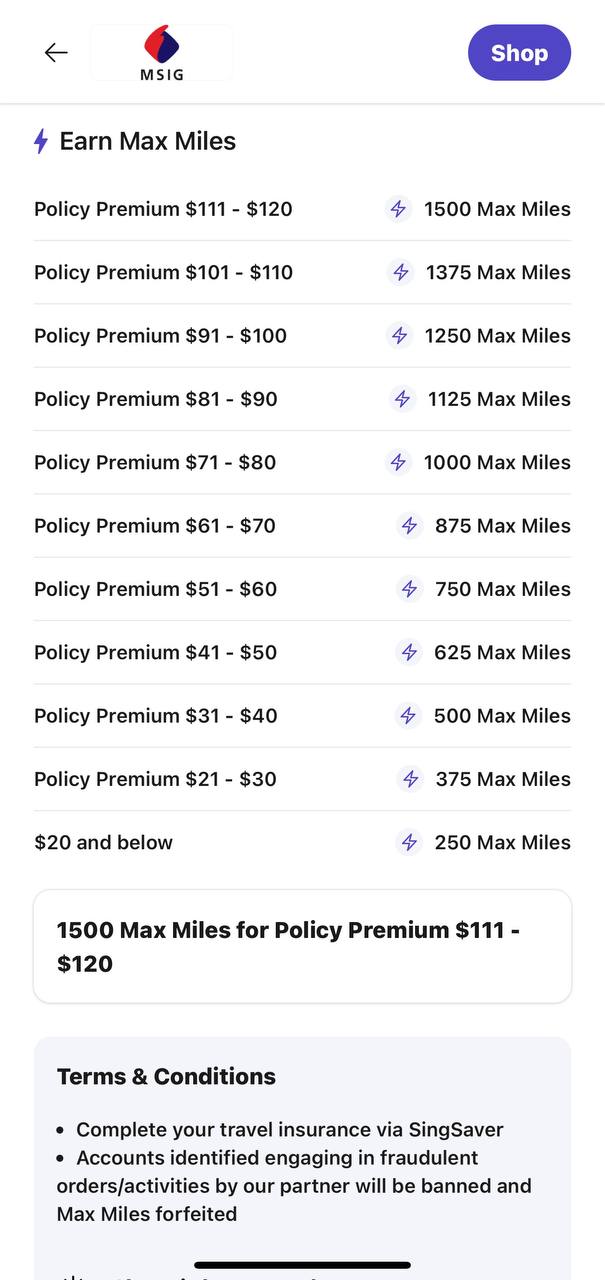 MSIG
Shop
Earn Max Miles
Policy Premium $111 - $120 1500 Max Miles
Policy Premium $101 - $110 1375 Max Miles
Policy Premium $91 - $100 1250 Max Miles
Policy Premium $81 - $90 1125 Max Miles
Policy Premium $71 - $80 1000 Max Miles
Policy Premium $61 - $70 875 Max Miles
Policy Premium $51 - $60 750 Max Miles
Policy Premium $41 - $50 625 Max Miles
Policy Premium $31 - $40 500 Max Miles
Policy Premium $21 - $30 375 Max Miles
$20 and below 250 Max Miles
1500 Max Miles for Policy Premium $111 -
$120
Terms & Conditions
• Complete your travel insurance via SingSaver
• Accounts identified engaging in fraudulent
orders/activities by our partner will be banned and
Max Miles forfeited